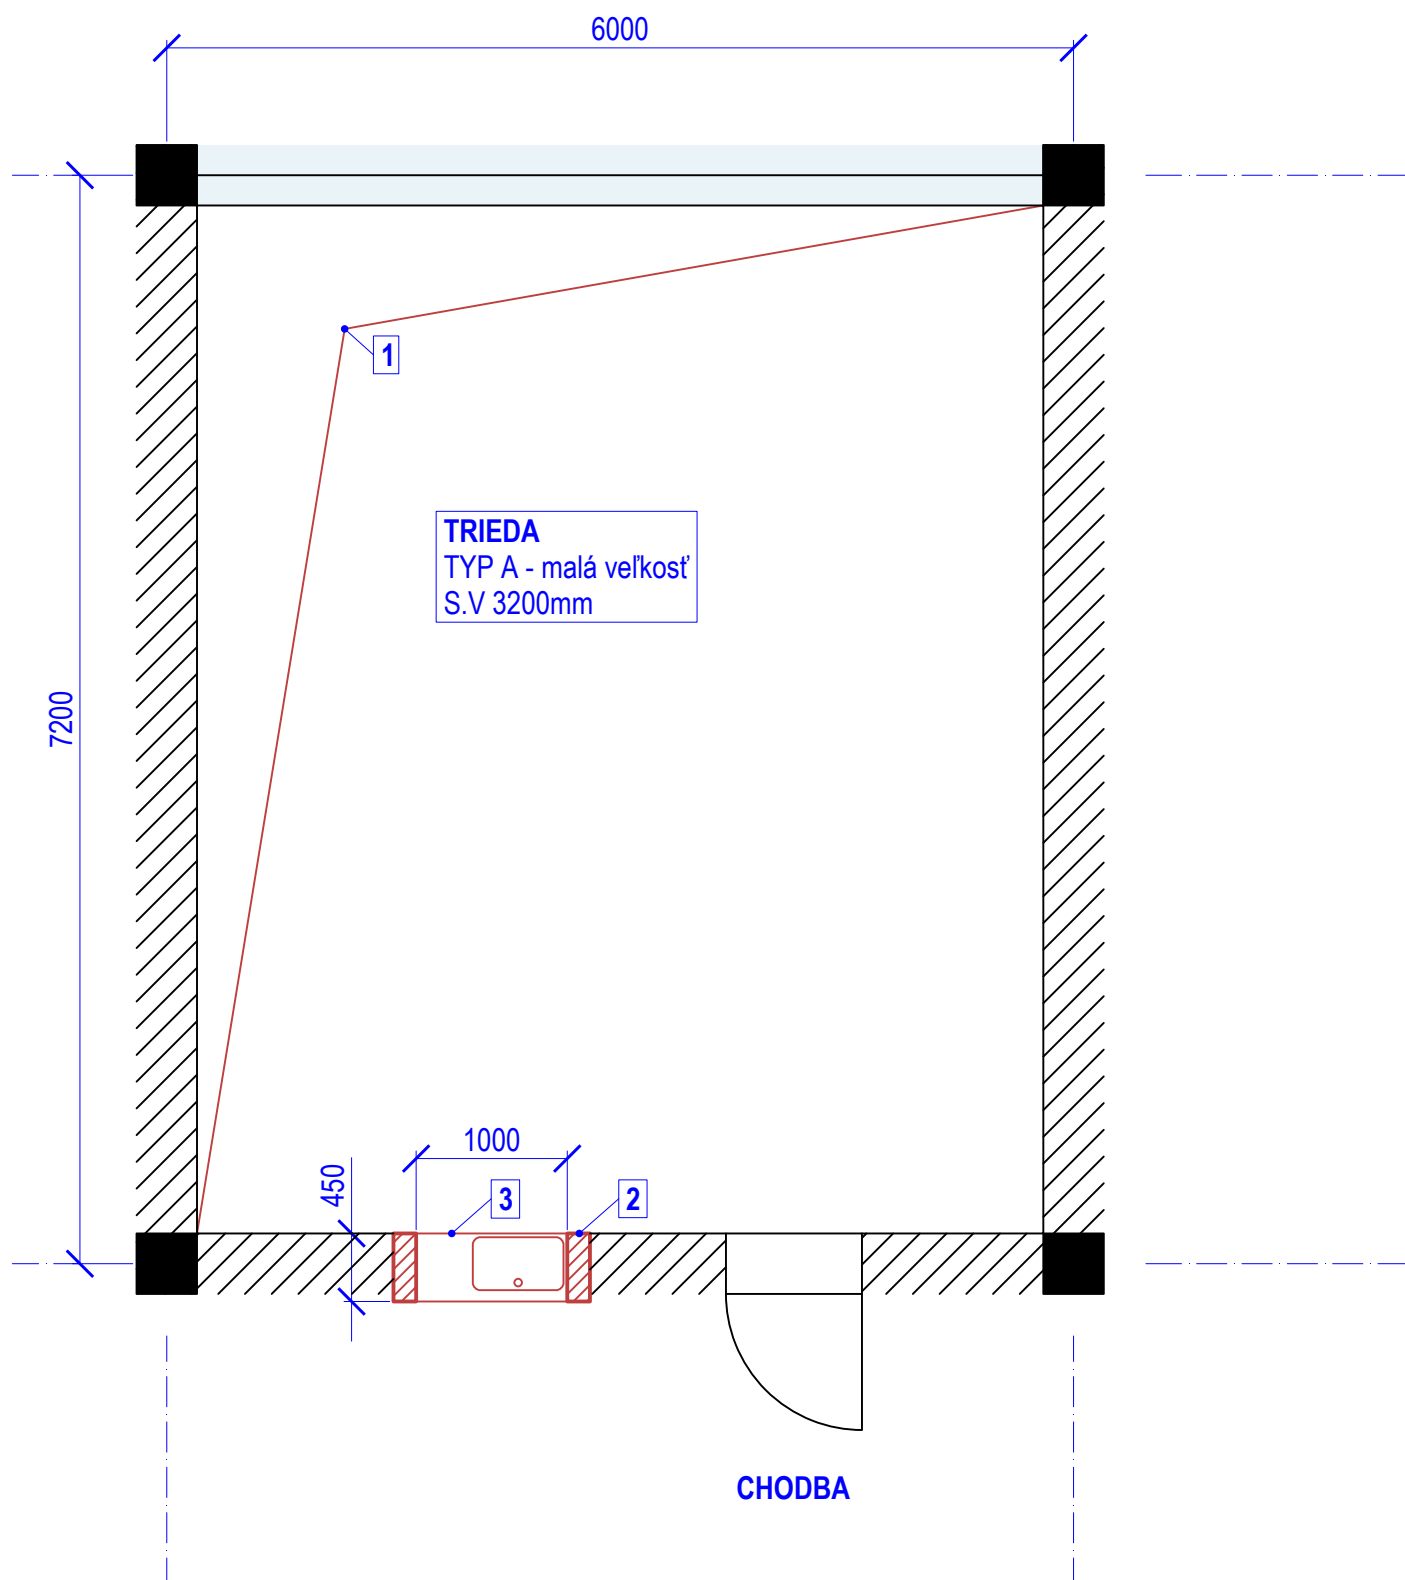 6000
1
TRIEDA
TYP A - malá veľkosť
S.V 3200mm
7200
1000
450
3
2
CHODBA